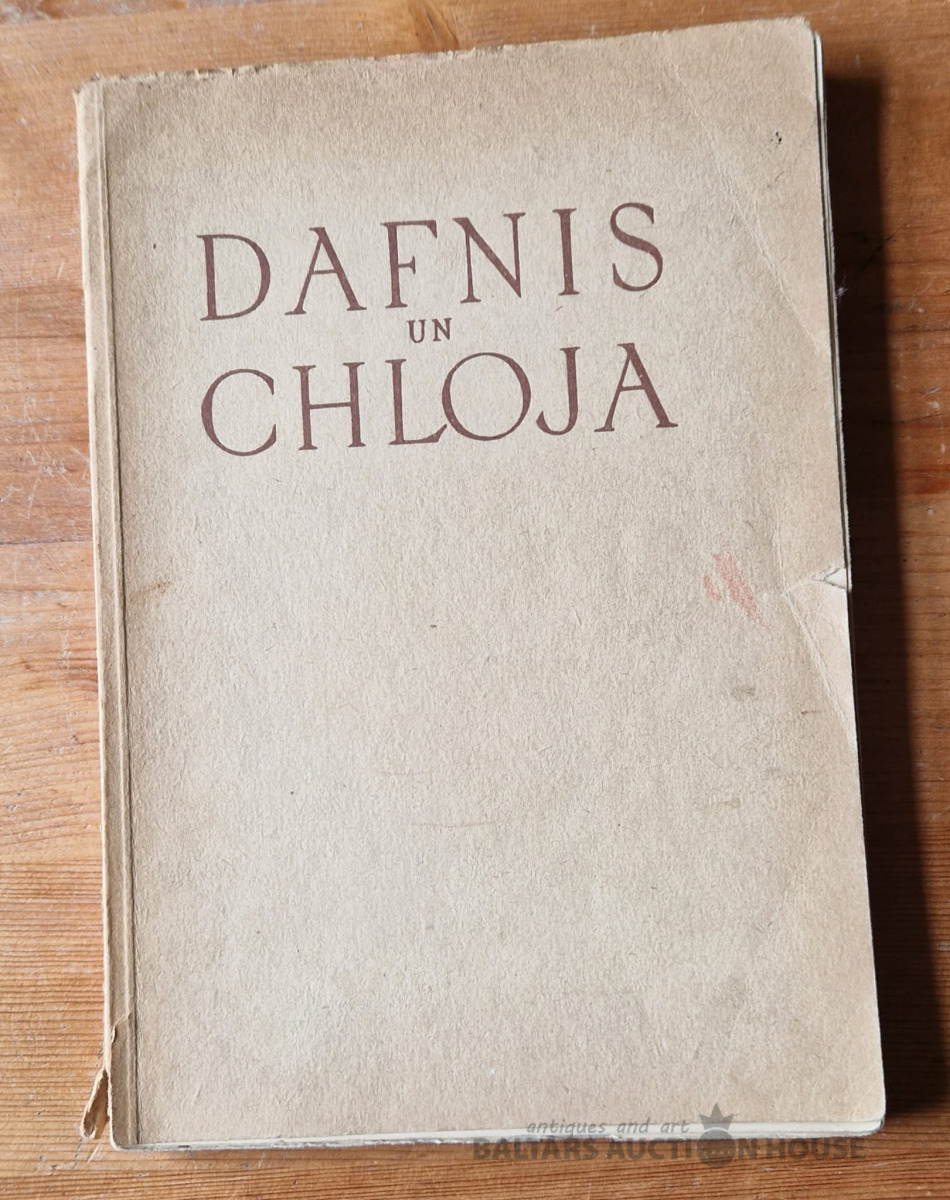 DAFNIS
UN
CHLOJA
antiques and art
BALTARS AUCTION HOUSE